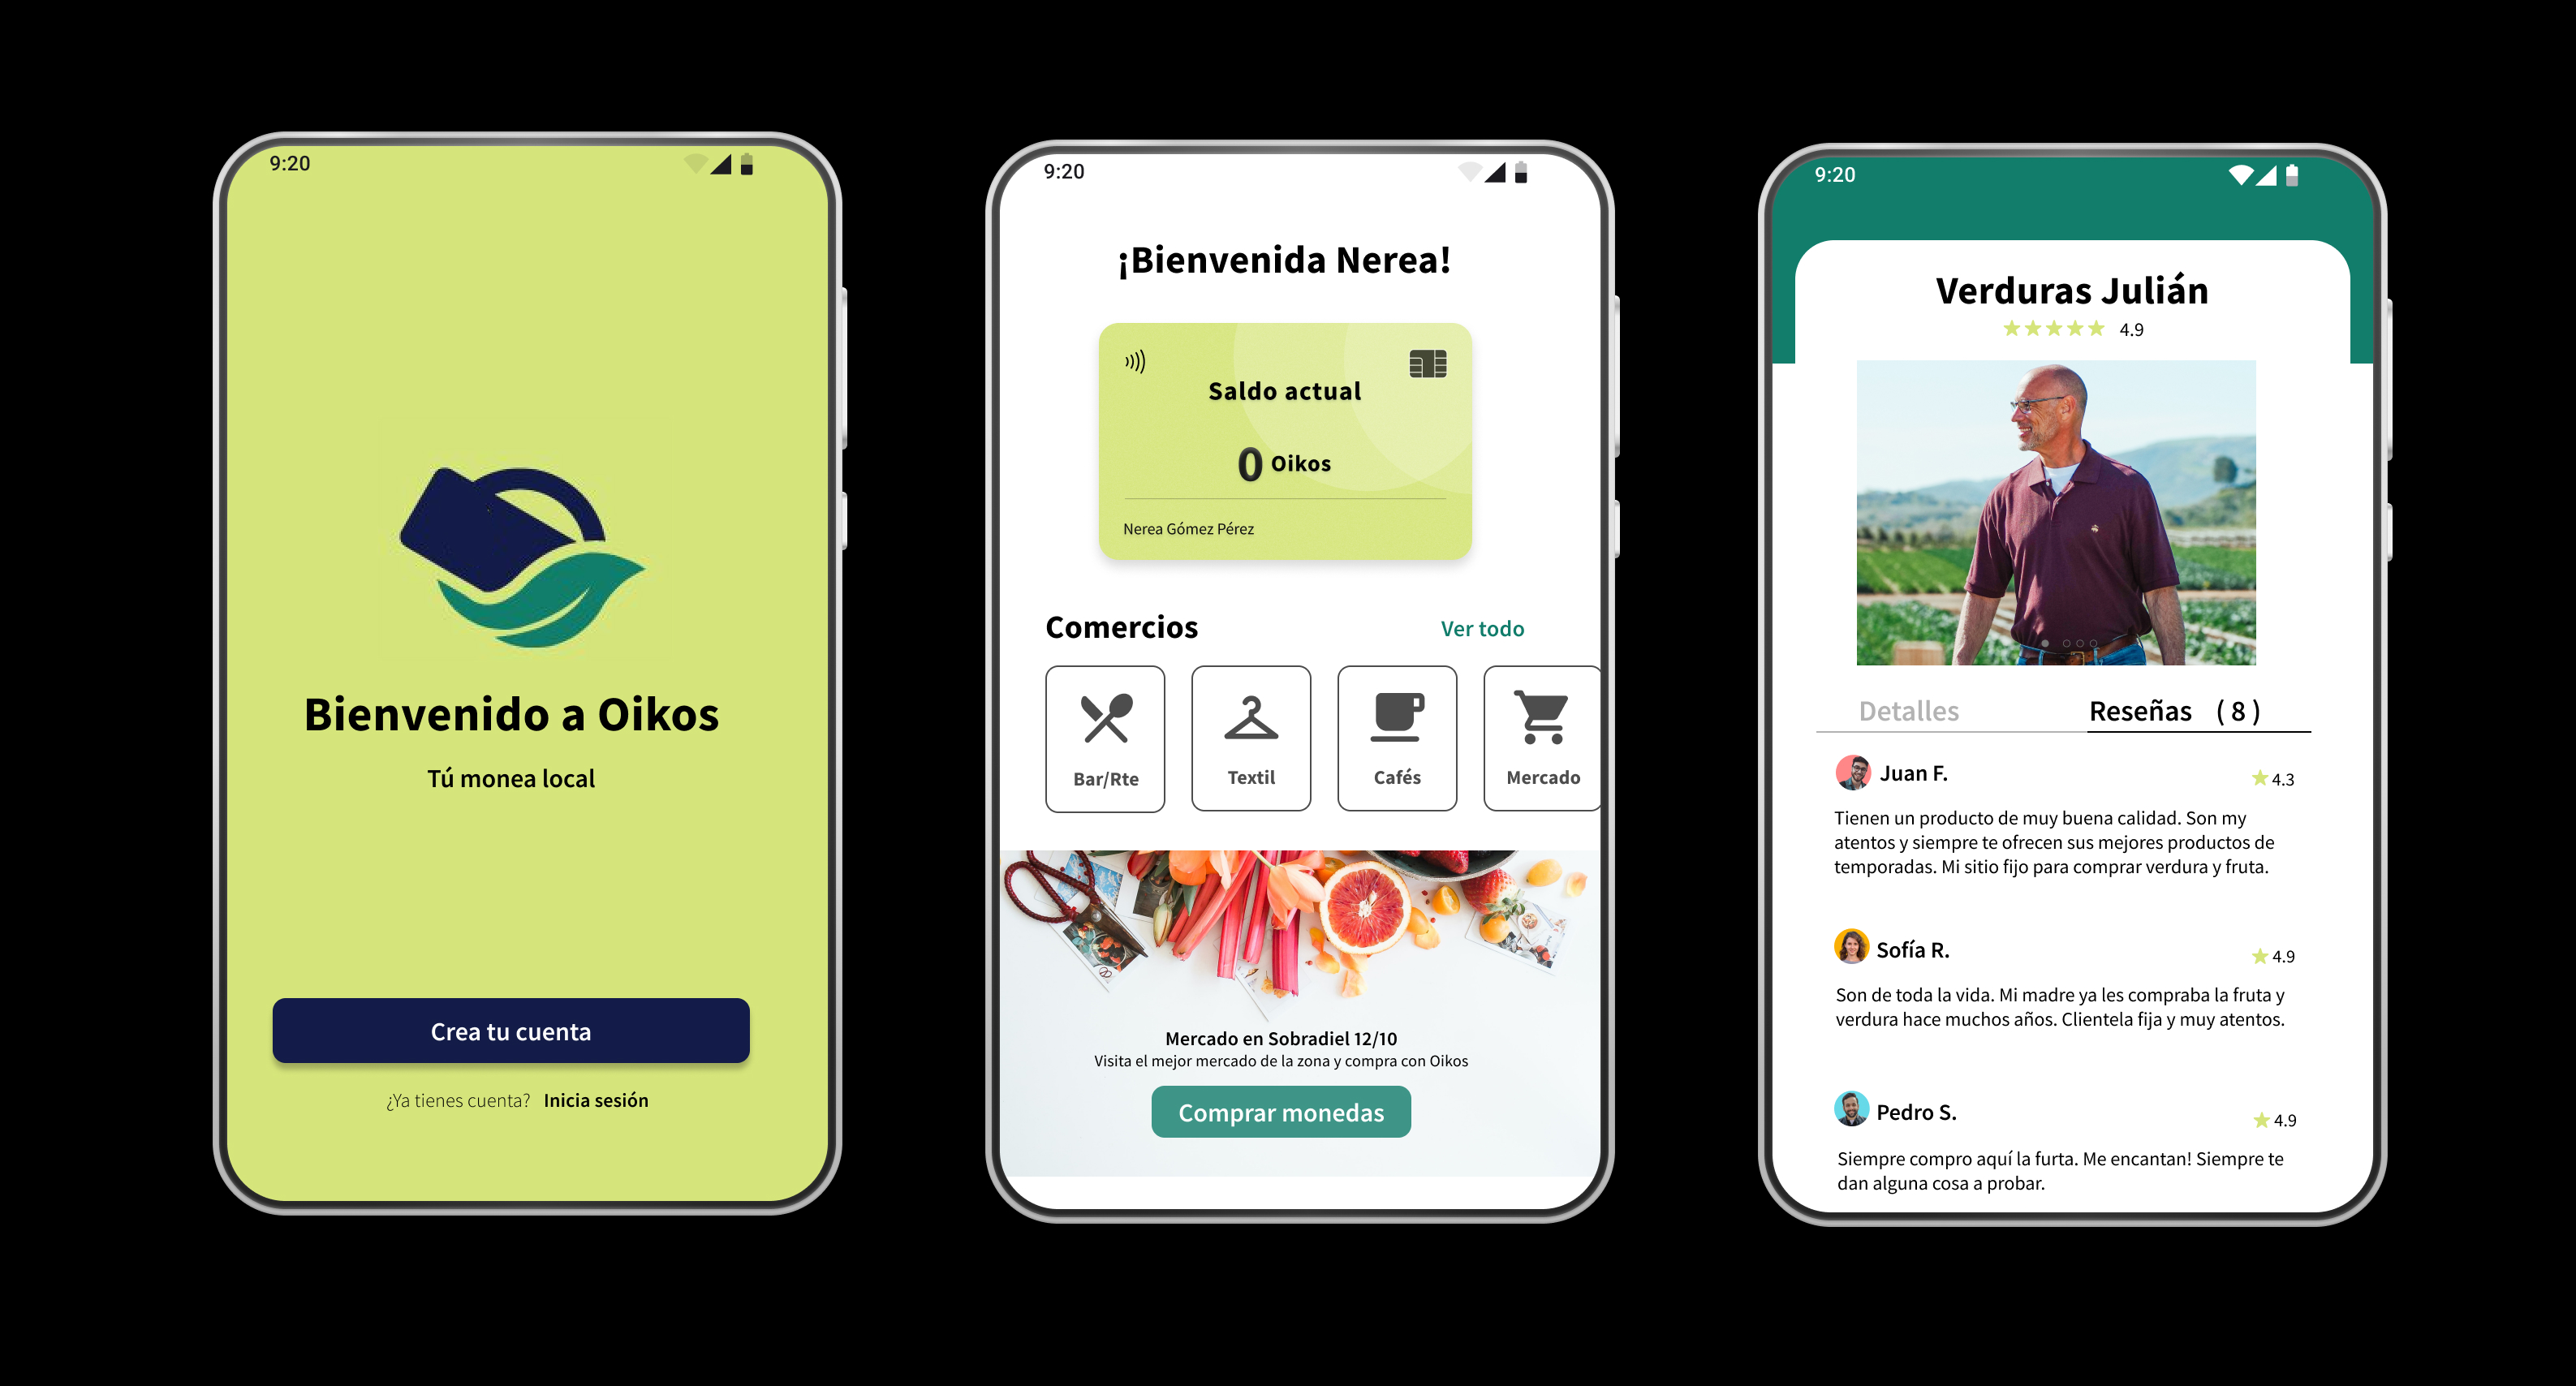 9:20
Bienvenido a Oikos
Tú monea local
Crea tu cuenta
¿Ya tienes cuenta? Inicia sesión
9:20
¡Bienvenida Nerea!
Saldo actual
0 Oikos
Nerea Gómez Pérez
Comercios Ver todo
Bar/Rte Textil Cafés Mercado
Mercado en Sobradiel 12/10
Visita el mejor mercado de la zona y compra con Oikos
Comprar monedas
9:20
Verduras Julián
4.9
Detalles Reseñas ( 8 )
Juan F. 4.3
Tienen un producto de muy buena calidad. Son my
atentos y siempre te ofrecen sus mejores productos de
temporadas. Mi sitio fijo para comprar verdura y fruta.
Sofía R. 4.9
Son de toda la vida. Mi madre ya les compraba la fruta y
verdura hace muchos años. Clientela fija y muy atentos.
Pedro S. 4.9
Siempre compro aquí la furta. Me encantan! Siempre te
dan alguna cosa a probar.